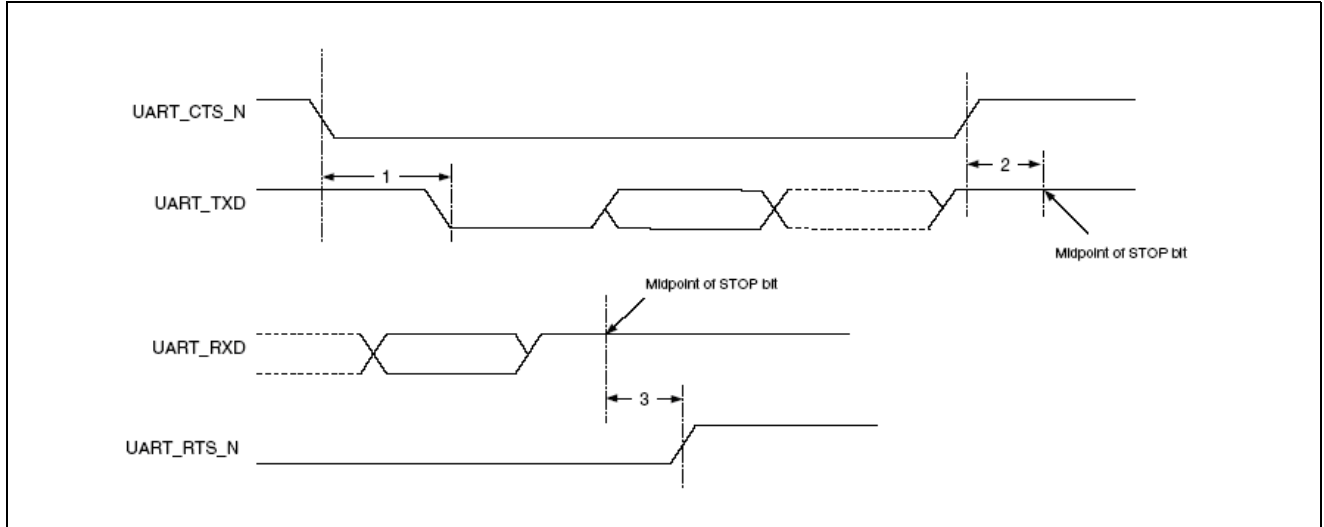 UART_CTS_N
1
2
UART_TXD
Midpoint of STOP bit
Midpoint of STOP bit
UART_RXD
3
UART_RTS_N